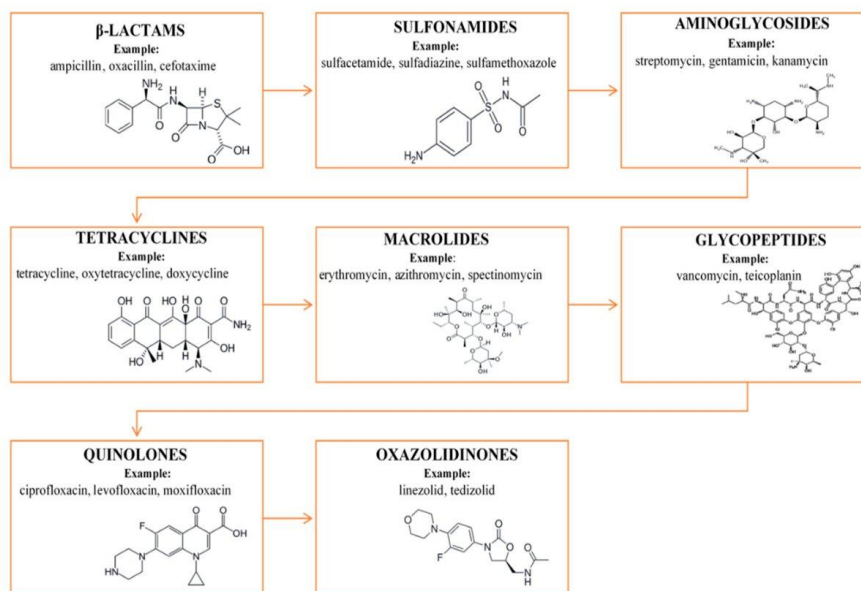 β-LACTAMS
Example:
ampicillin, oxacillin, cefotaxime
NH2
H
N
H
S
O
O
N
O
OH
SULFONAMIDES
Example:
sulfacetamide, sulfadiazine, sulfamethoxazole
O
S
NH
O
O
H2N
AMINOGLYCOSIDES
Example:
streptomycin, gentamicin, kanamycin
TETRACYCLINES
Example:
tetracycline, oxytetracycline, doxycycline
OH
O
OH
HO
O
O
NH2
HO
H
H
N
OH
MACROLIDES
Example:
erythromycin, azithromycin, spectinomycin
GLYCOPEPTIDES
Example:
vancomycin, teicoplanin
QUINOLONES
Example:
ciprofloxacin, levofloxacin, moxifloxacin
O
O
F
OH
N
N
HN
OXAZOLIDINONES
Example:
linezolid, tedizolid
O
N
O
F
N
O
O
N
H